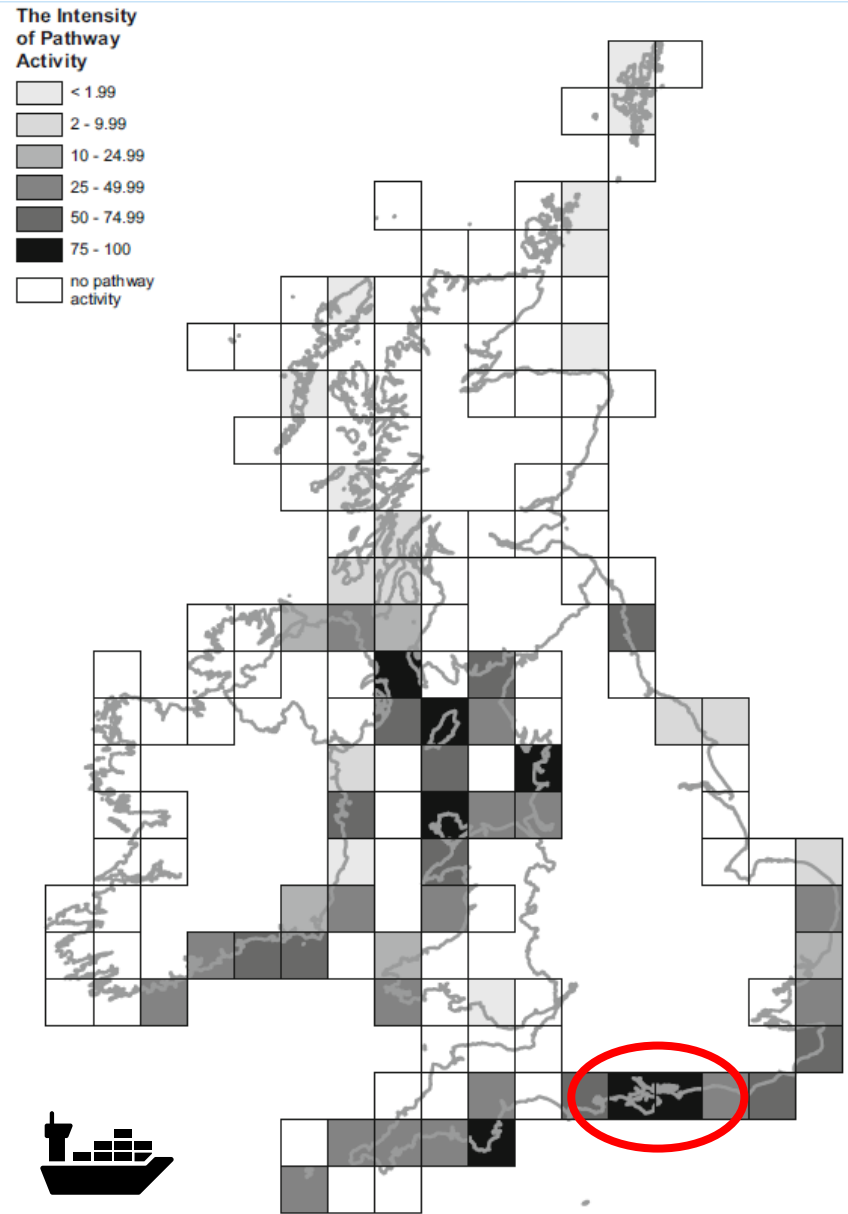 The Intensity
of Pathway
Activity
< 1.99
2 - 9.99
10 - 24.99
25 - 49.99
50 - 74.99
75 - 100
no pathway
activity